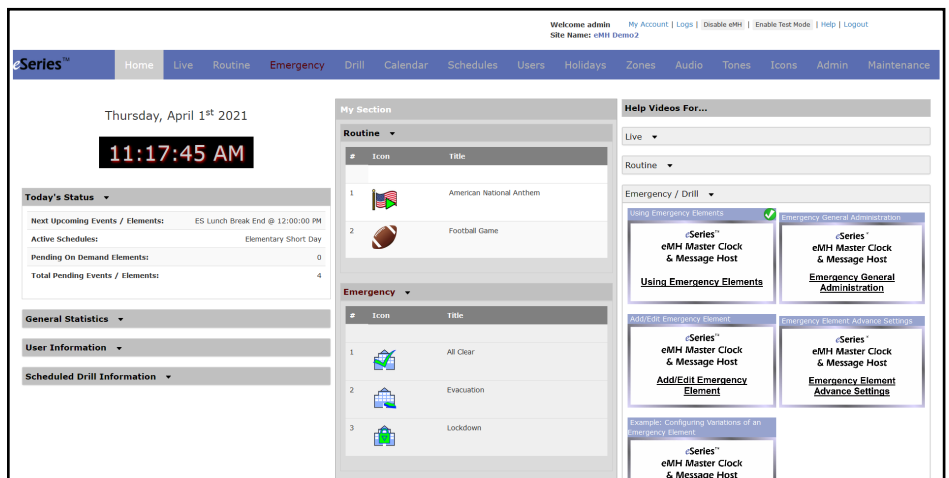 Welcome admin My Account | Logs | Disable eMH | Enable Test Mode | Help | Logout
Site Name: eMH Demo2
eSeries™ Home Live Routine Emergency Drill Calendar Schedules Users Holidays Zones Audio Tones Icons Admin Maintenance
Thursday, April 1st 2021
11:17:45 AM
Today's Status
Next Upcoming Events / Elements: ES Lunch Break End @ 12:00:00 PM
Active Schedules: Elementary Short Day
Pending On Demand Elements: 0
Total Pending Events / Elements: 4
General Statistics
User Information
Scheduled Drill Information
My Section
Routine
# Icon Title
1 American National Anthem
2 Football Game
Emergency
# Icon Title
1 All Clear
2 Evacuation
3 Lockdown
Help Videos For...
Live
Routine
Emergency / Drill
Using Emergency Elements
eSeries™
eMH Master Clock
& Message Host
Using Emergency Elements
Emergency General Administration
eSeries™
eMH Master Clock
& Message Host
Emergency General
Administration
Add/Edit Emergency Element
eSeries™
eMH Master Clock
& Message Host
Add/Edit Emergency
Element
Emergency Element Advance Settings
eSeries™
eMH Master Clock
& Message Host
Emergency Element
Advance Settings
Example: Configuring Variations of an
Emergency Element
eSeries™
eMH Master Clock
& Message Host